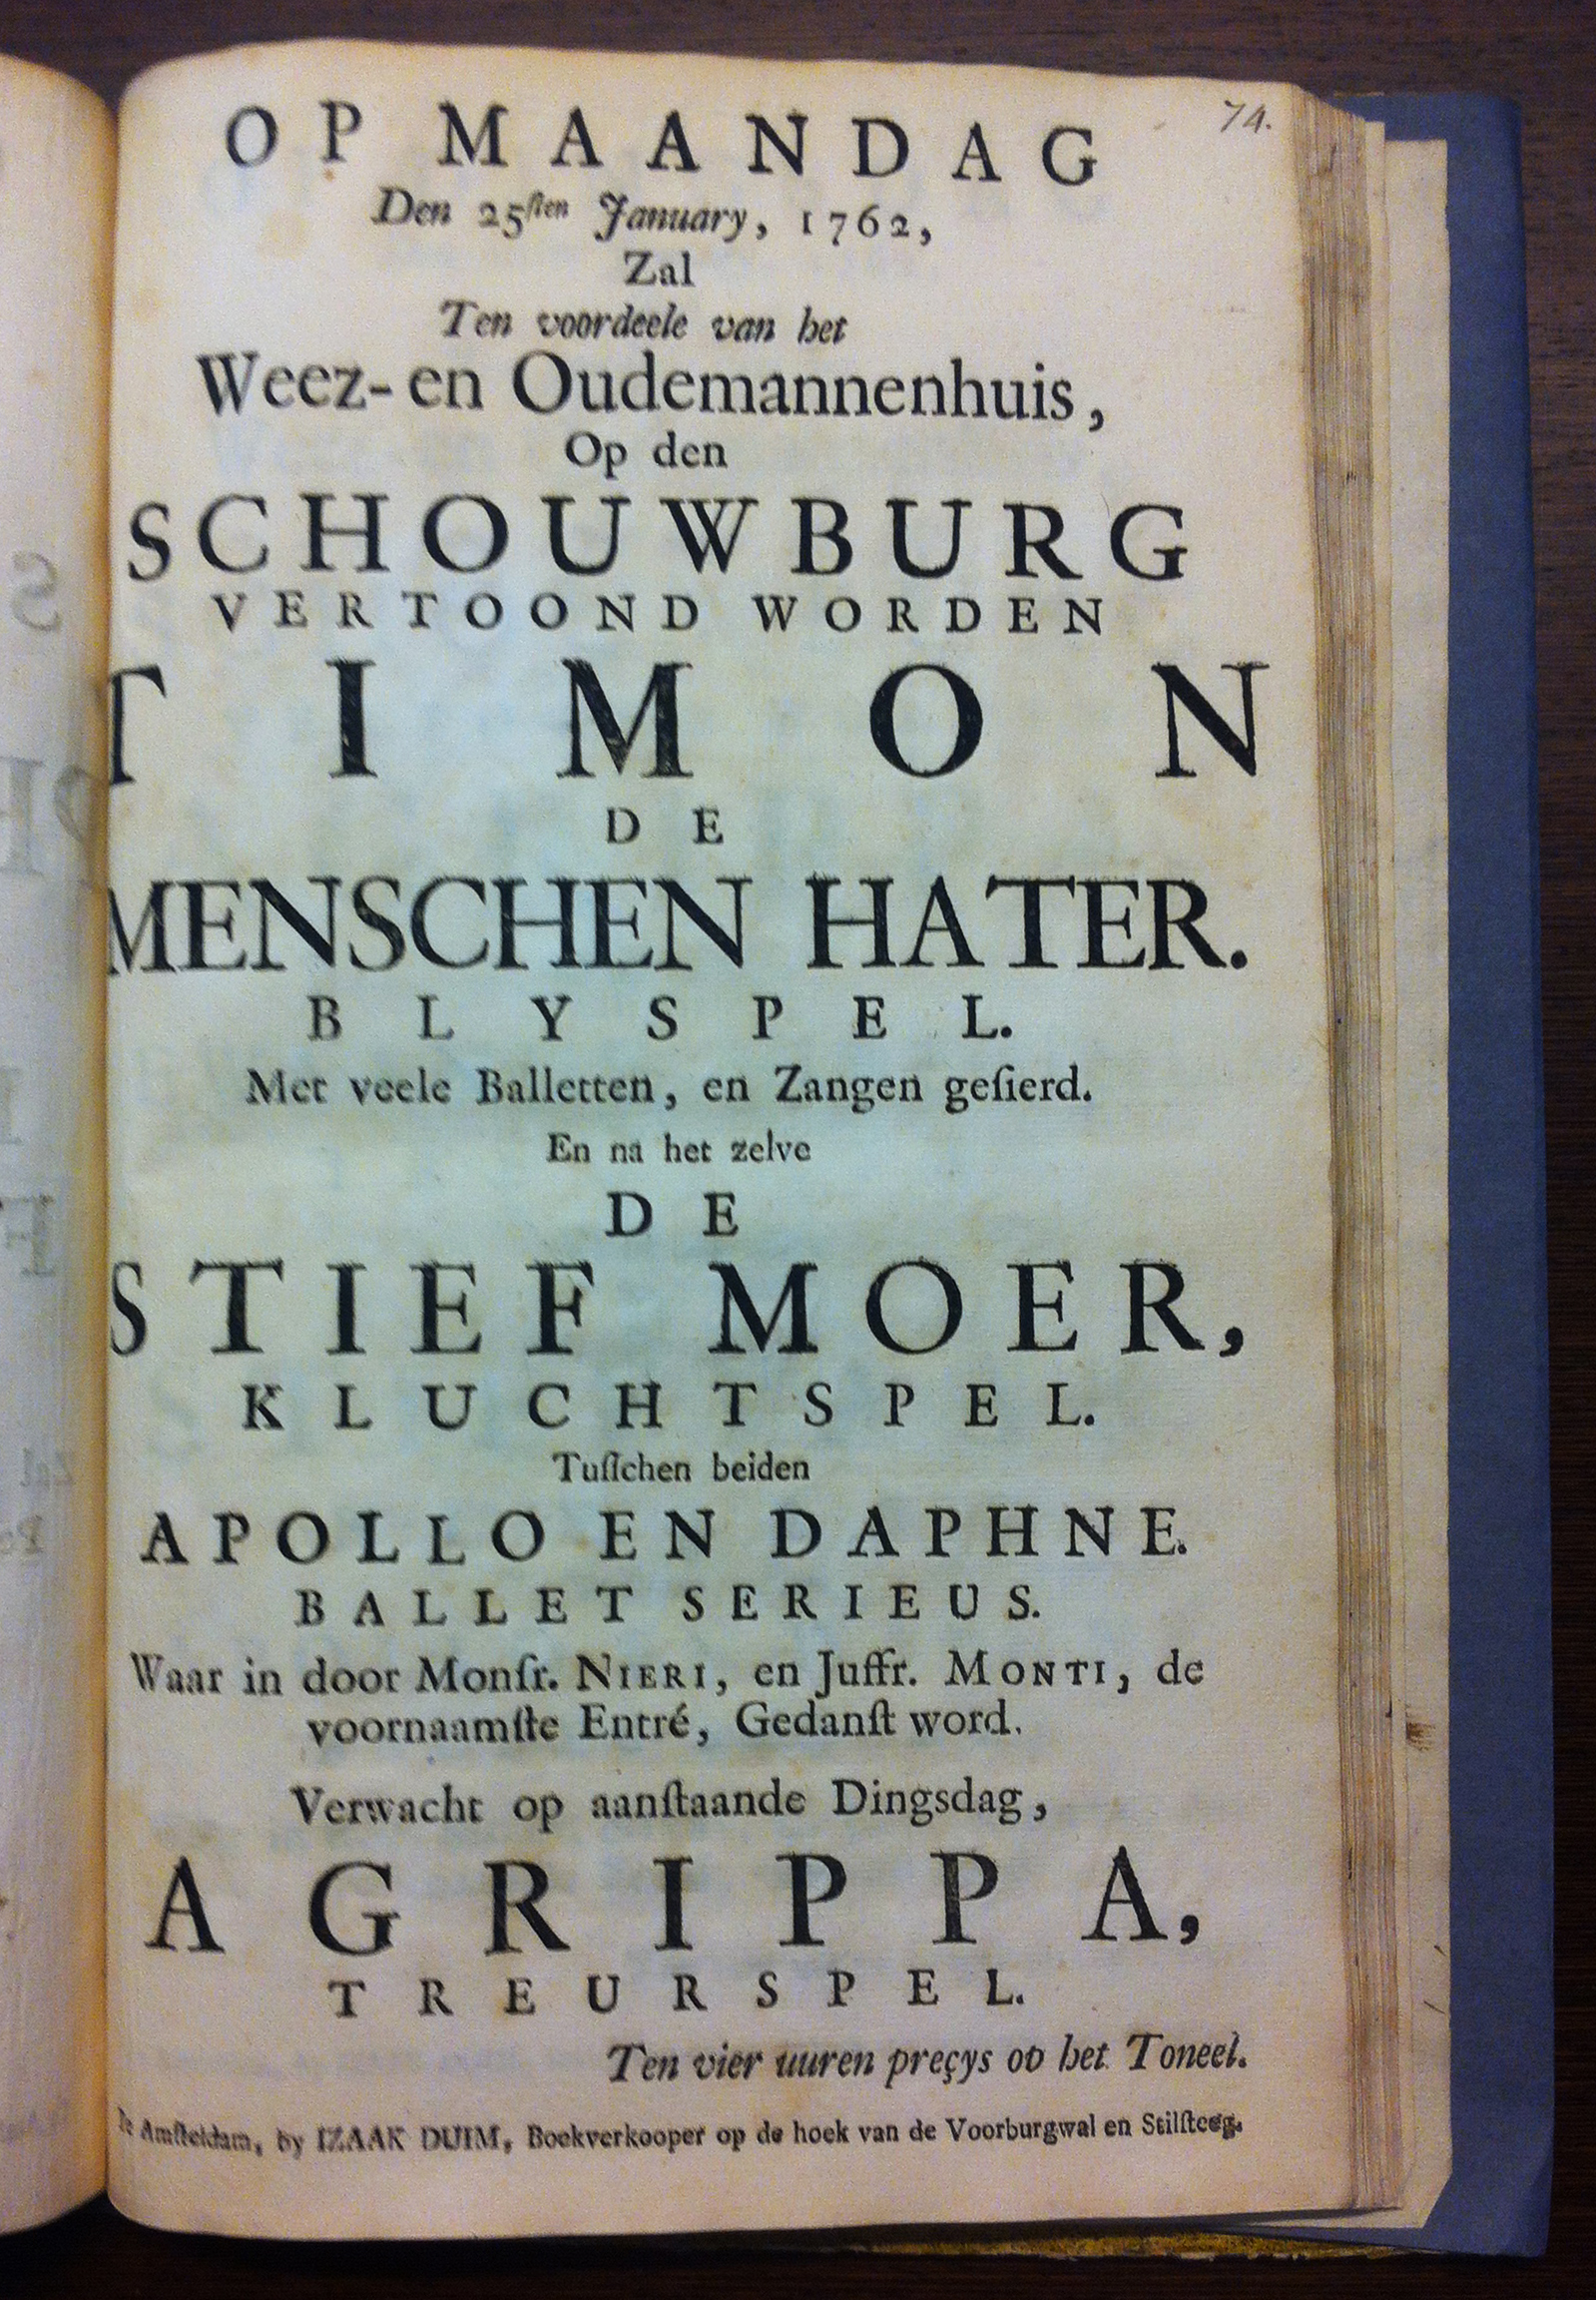 74.
OP MAANDAG
Den 25ſten January, 1762,
Zal
Ten voordeele van het
Weez- en Oudemannenhuis,
Op den
SCHOUWBURG
VERTOOND WORDEN
TIMON
DE
MENSCHEN HATER.
BLYSPEL.
Met veele Balletten, en Zangen geſierd.
En na het zelve
DE
STIEF MOER,
KLUCHTSPEL.
Tuſſchen beiden
APOLLO EN DAPHNE.
BALLET SERIEUS.
Waar in door Monſr. NIERI, en Juffr. MONTI, de
voornaamſte Entré, Gedanſt word.
Verwacht op aanſtaande Dingsdag,
AGRIPPA,
TREURSPEL.
Ten vier uuren preçys op het Toneel.
Te Amſteldam, by IZAAK DUIM, Boekverkooper op de hoek van de Voorburgwal en Stilſteeg.